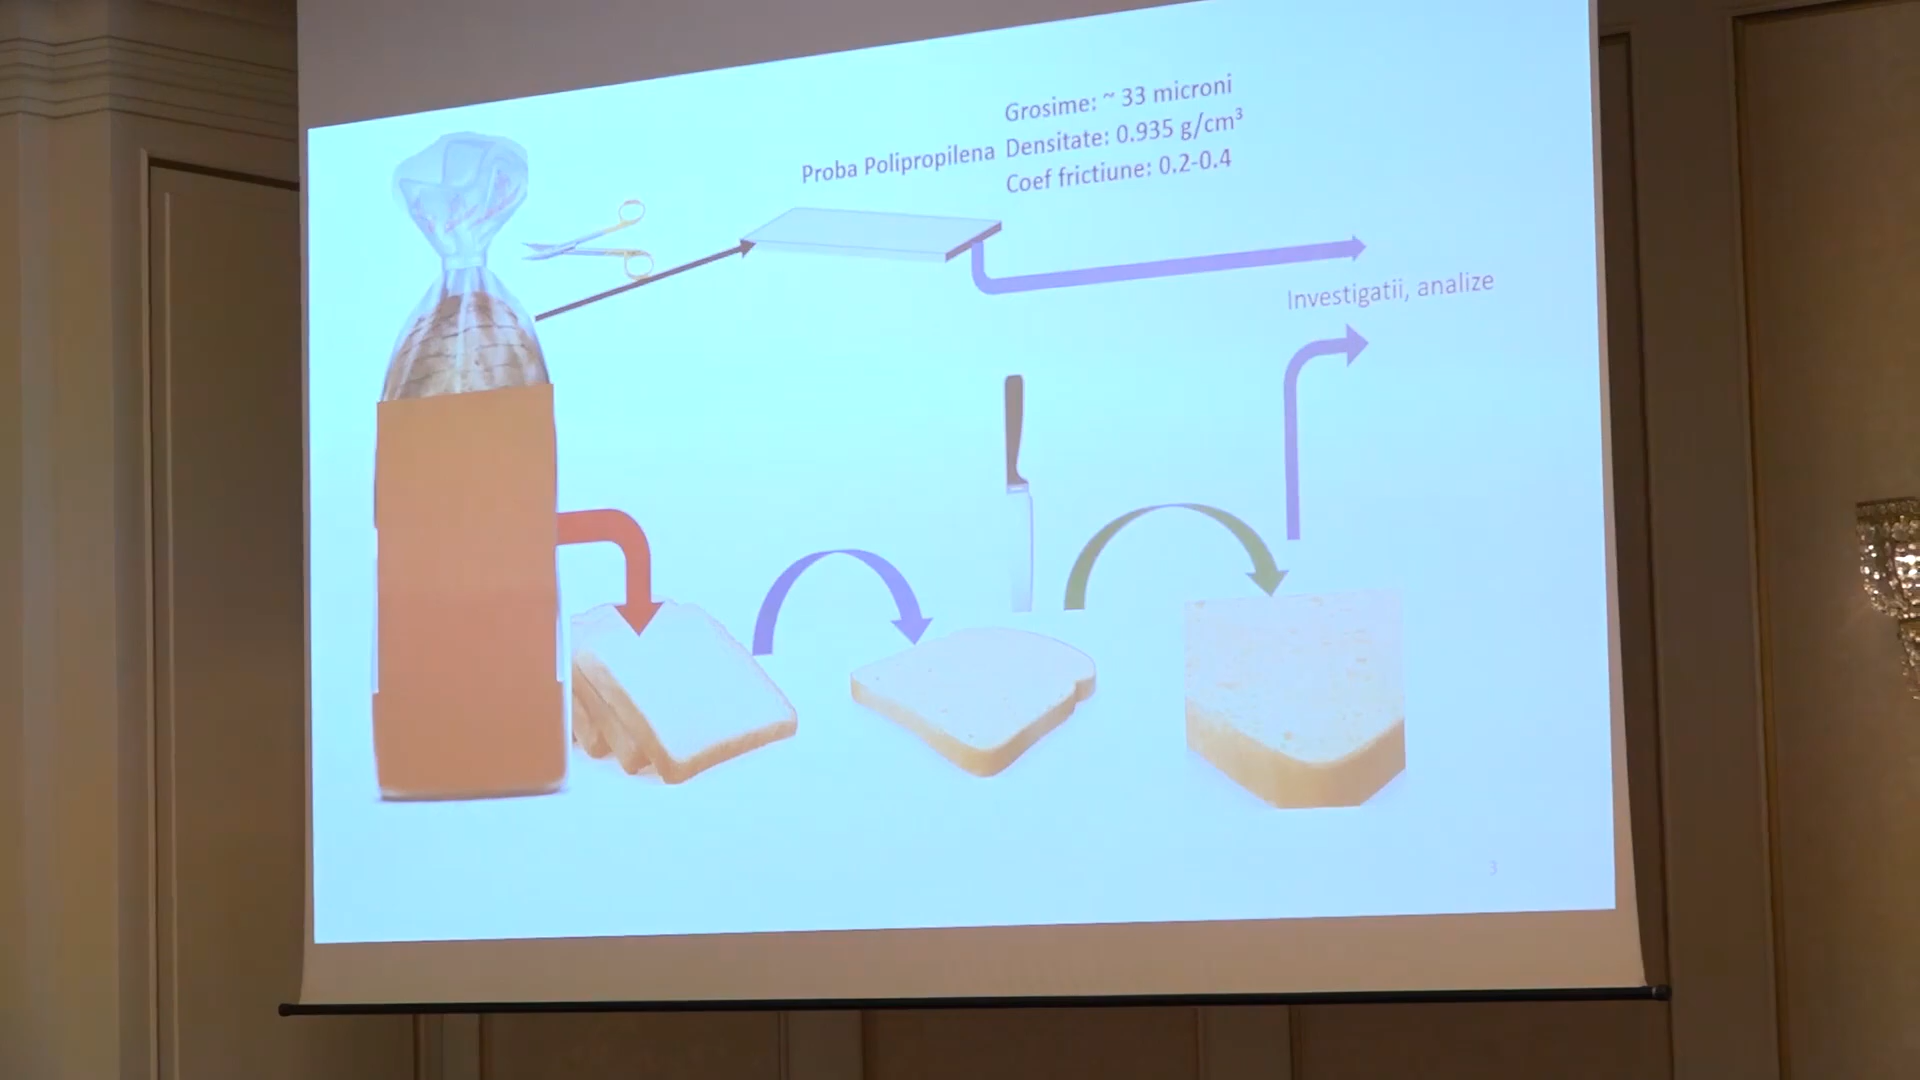 Grosime: ~ 33 microni
Proba Polipropilena
Densitate: 0.935 g/cm³
Coef frictiune: 0.2-0.4
Investigatii, analize
3